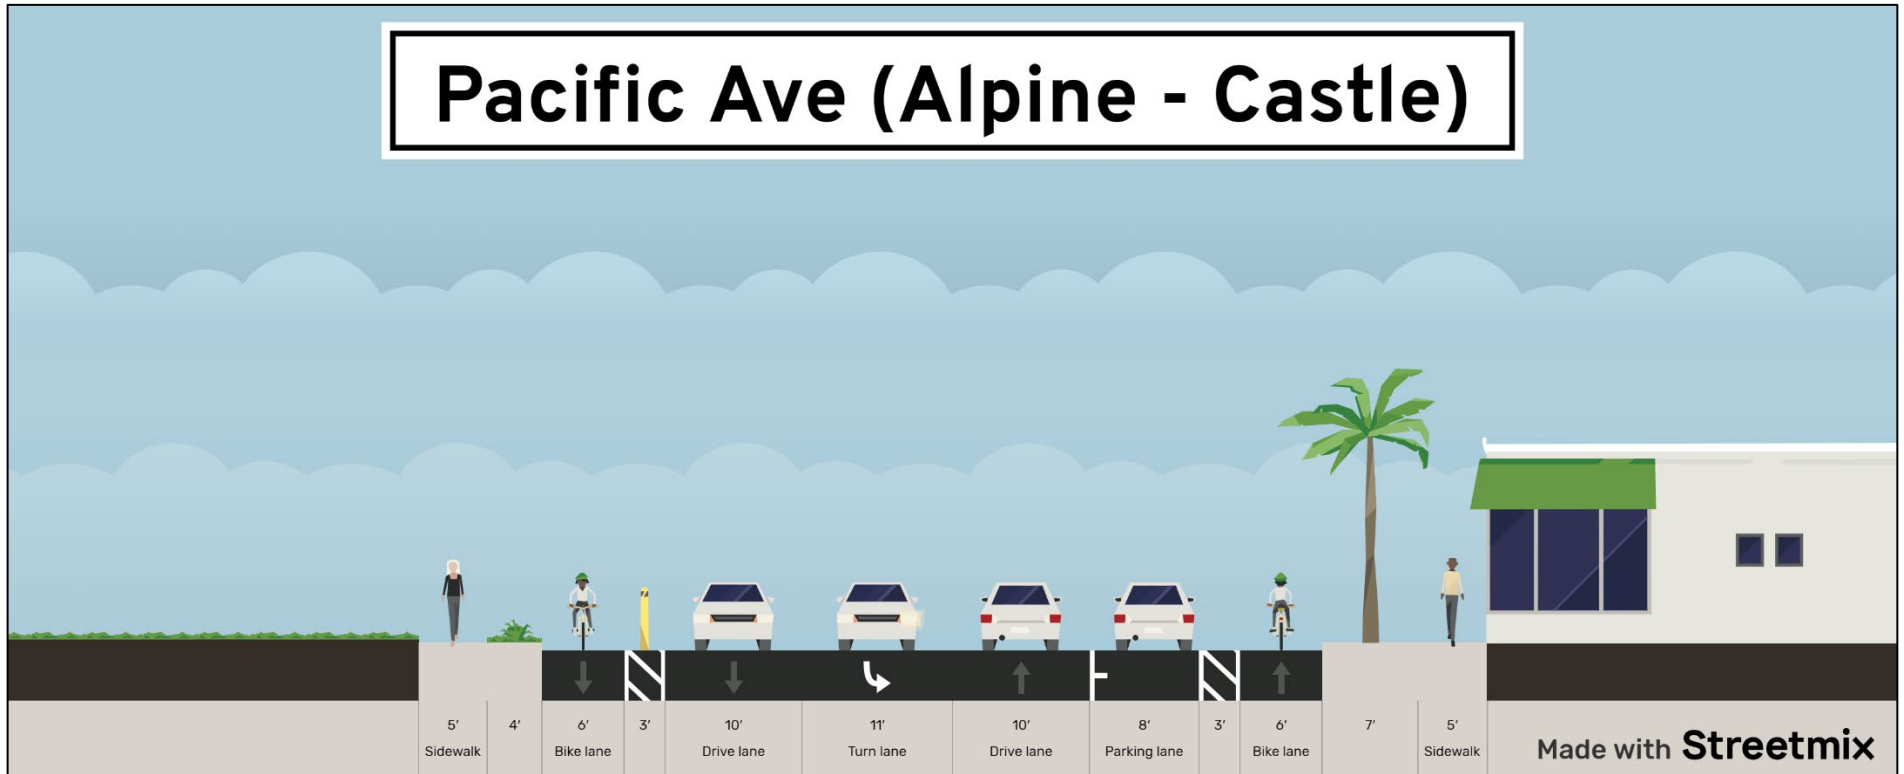 Pacific Ave (Alpine - Castle)
5' 4' 6' 3' 10' 11' 10' 8' 3' 6' 7' 5'
Sidewalk Bike lane Drive lane Turn lane Drive lane Parking lane Bike lane Sidewalk
Made with Streetmix